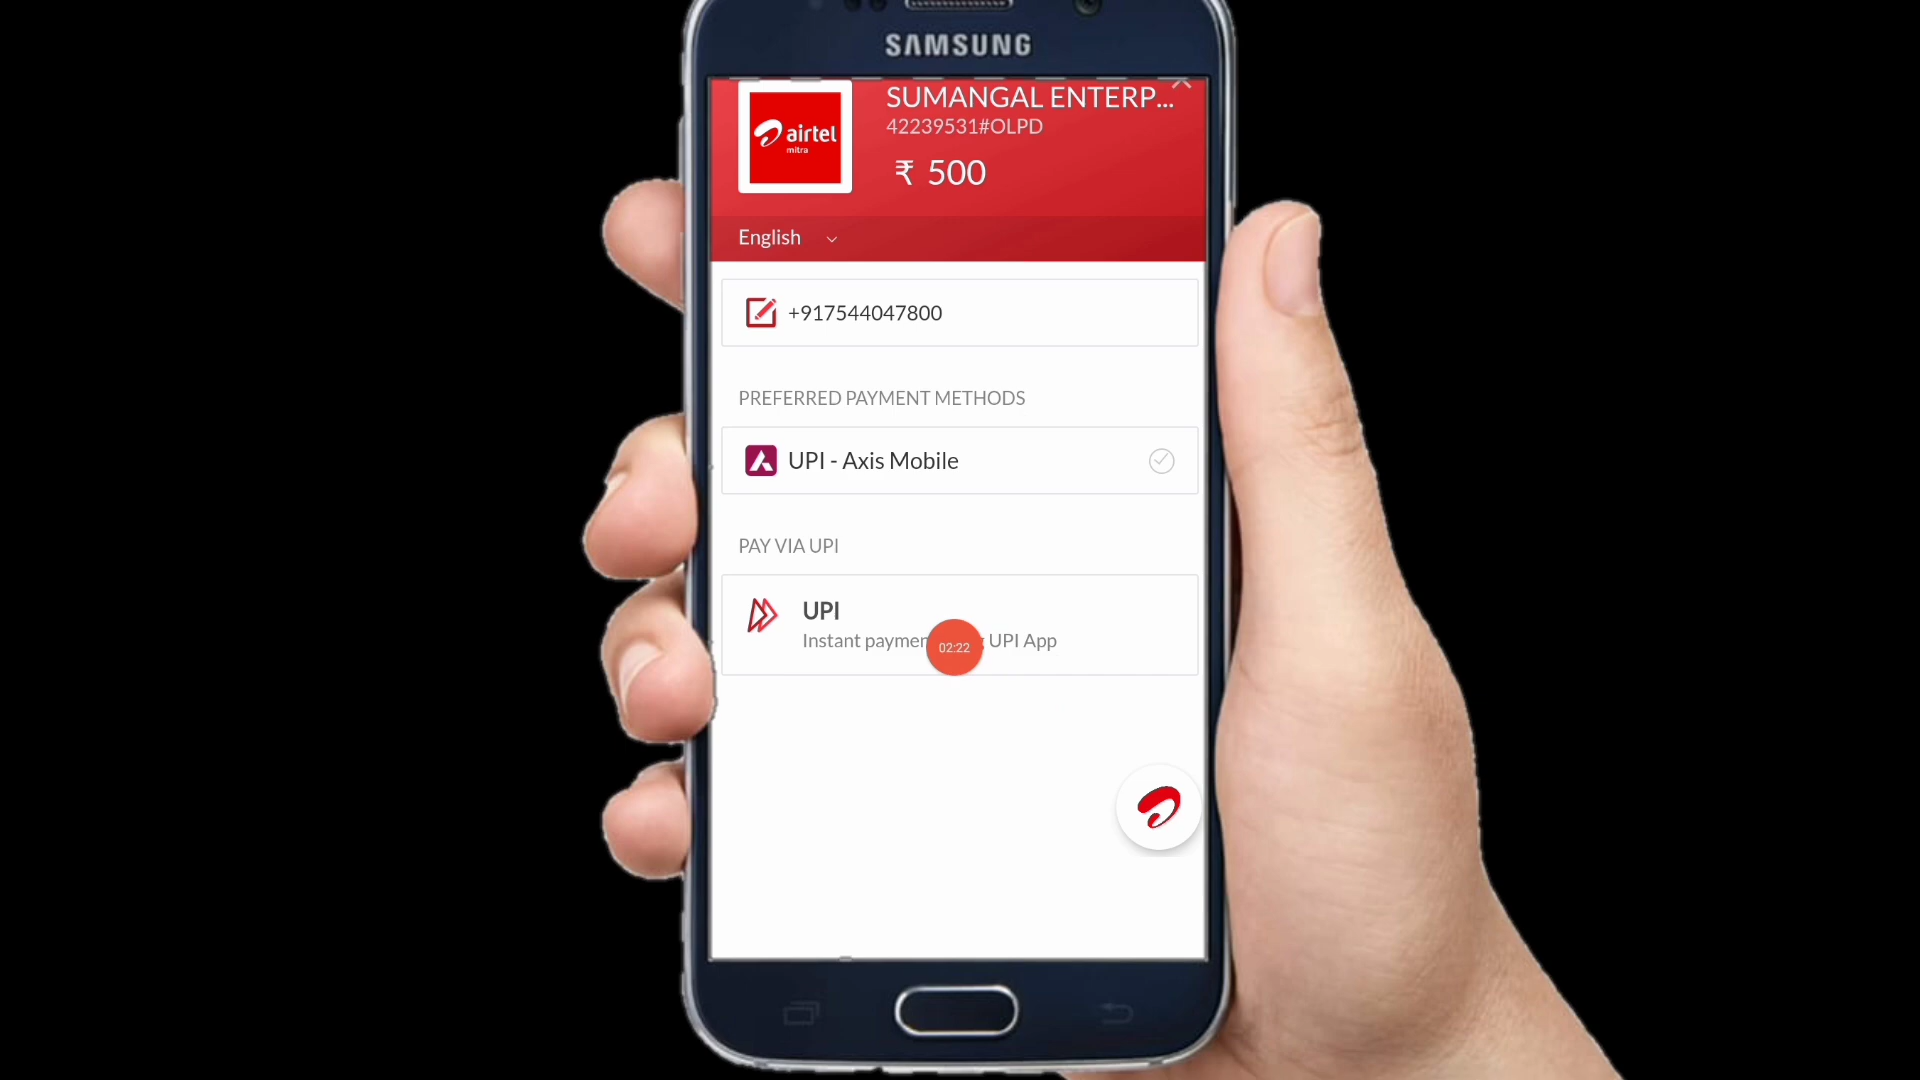 SAMSUNG
airtel
mitra
SUMANGAL ENTERP...
42239531#OLPD
₹ 500
English
+917544047800
PREFERRED PAYMENT METHODS
UPI - Axis Mobile
PAY VIA UPI
UPI
Instant UPI App
02:22